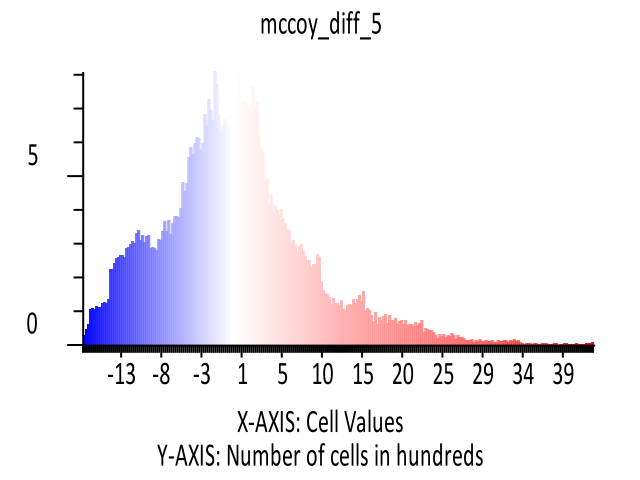 mccoy_diff_5
5
0
-13 -8 -3 1 5 10 15 20 25 29 34 39
X-AXIS: Cell Values
Y-AXIS: Number of cells in hundreds